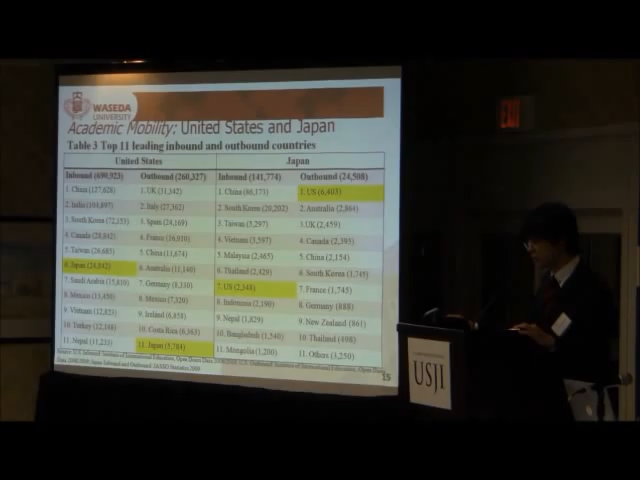 WASEDA
UNIVERSITY
Academic Mobility: United States and Japan
Table 3 Top 11 leading inbound and outbound countries
United States Japan
Inbound (690,923) Outbound (260,327) Inbound (141,774) Outbound (24,508)
1. China (127,628) 1. UK (31,342) 1. China (86,173) 1. US (6,403)
2. India (104,897) 2. Italy (27,362) 2. South Korea (20,202) 2. Australia (2,864)
3. South Korea (72,153) 3. Spain (24,169) 3. Taiwan (5,297) 3. UK (2,459)
4. Canada (28,842) 4. France (16,910) 4. Vietnam (3,597) 4. Canada (2,395)
5. Taiwan (26,685) 5. China (11,674) 5. Malaysia (2,465) 5. China (2,154)
6. Japan (24,842) 6. Australia (11,140) 6. Thailand (2,429) 6. South Korea (1,745)
7. Saudi Arabia (15,810) 7. Germany (8,330) 7. US (2,348) 7. France (1,745)
8. Mexico (13,450) 8. Mexico (7,320) 8. Indonesia (2,190) 8. Germany (888)
9. Vietnam (12,823) 9. Ireland (6,858) 9. Nepal (1,829) 9. New Zealand (861)
10. Turkey (12,148) 10. Costa Rica (6,363) 10. Bangladesh (1,540) 10. Thailand (498)
11. Nepal (11,233) 11. Japan (5,784) 11. Mongolia (1,200) 11. Others (3,250)
15
EXIT
USJI